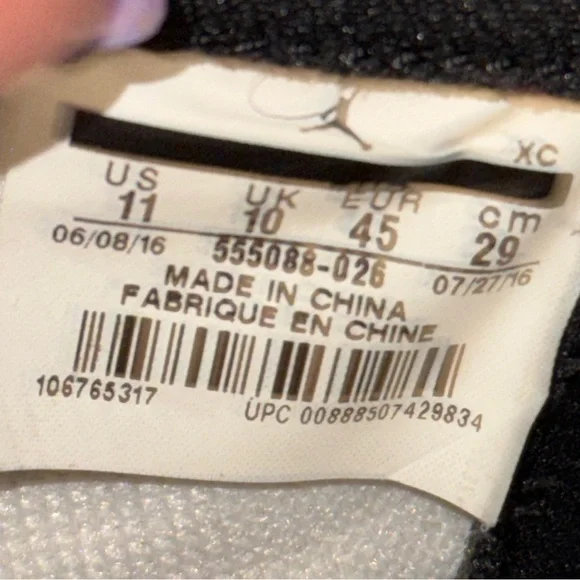 XC
US UK EUR cm
11 10 45 29
06/08/16 555088-026 07/27/16
MADE IN CHINA
FABRIQUE EN CHINE
106765317 UPC 00888507429834